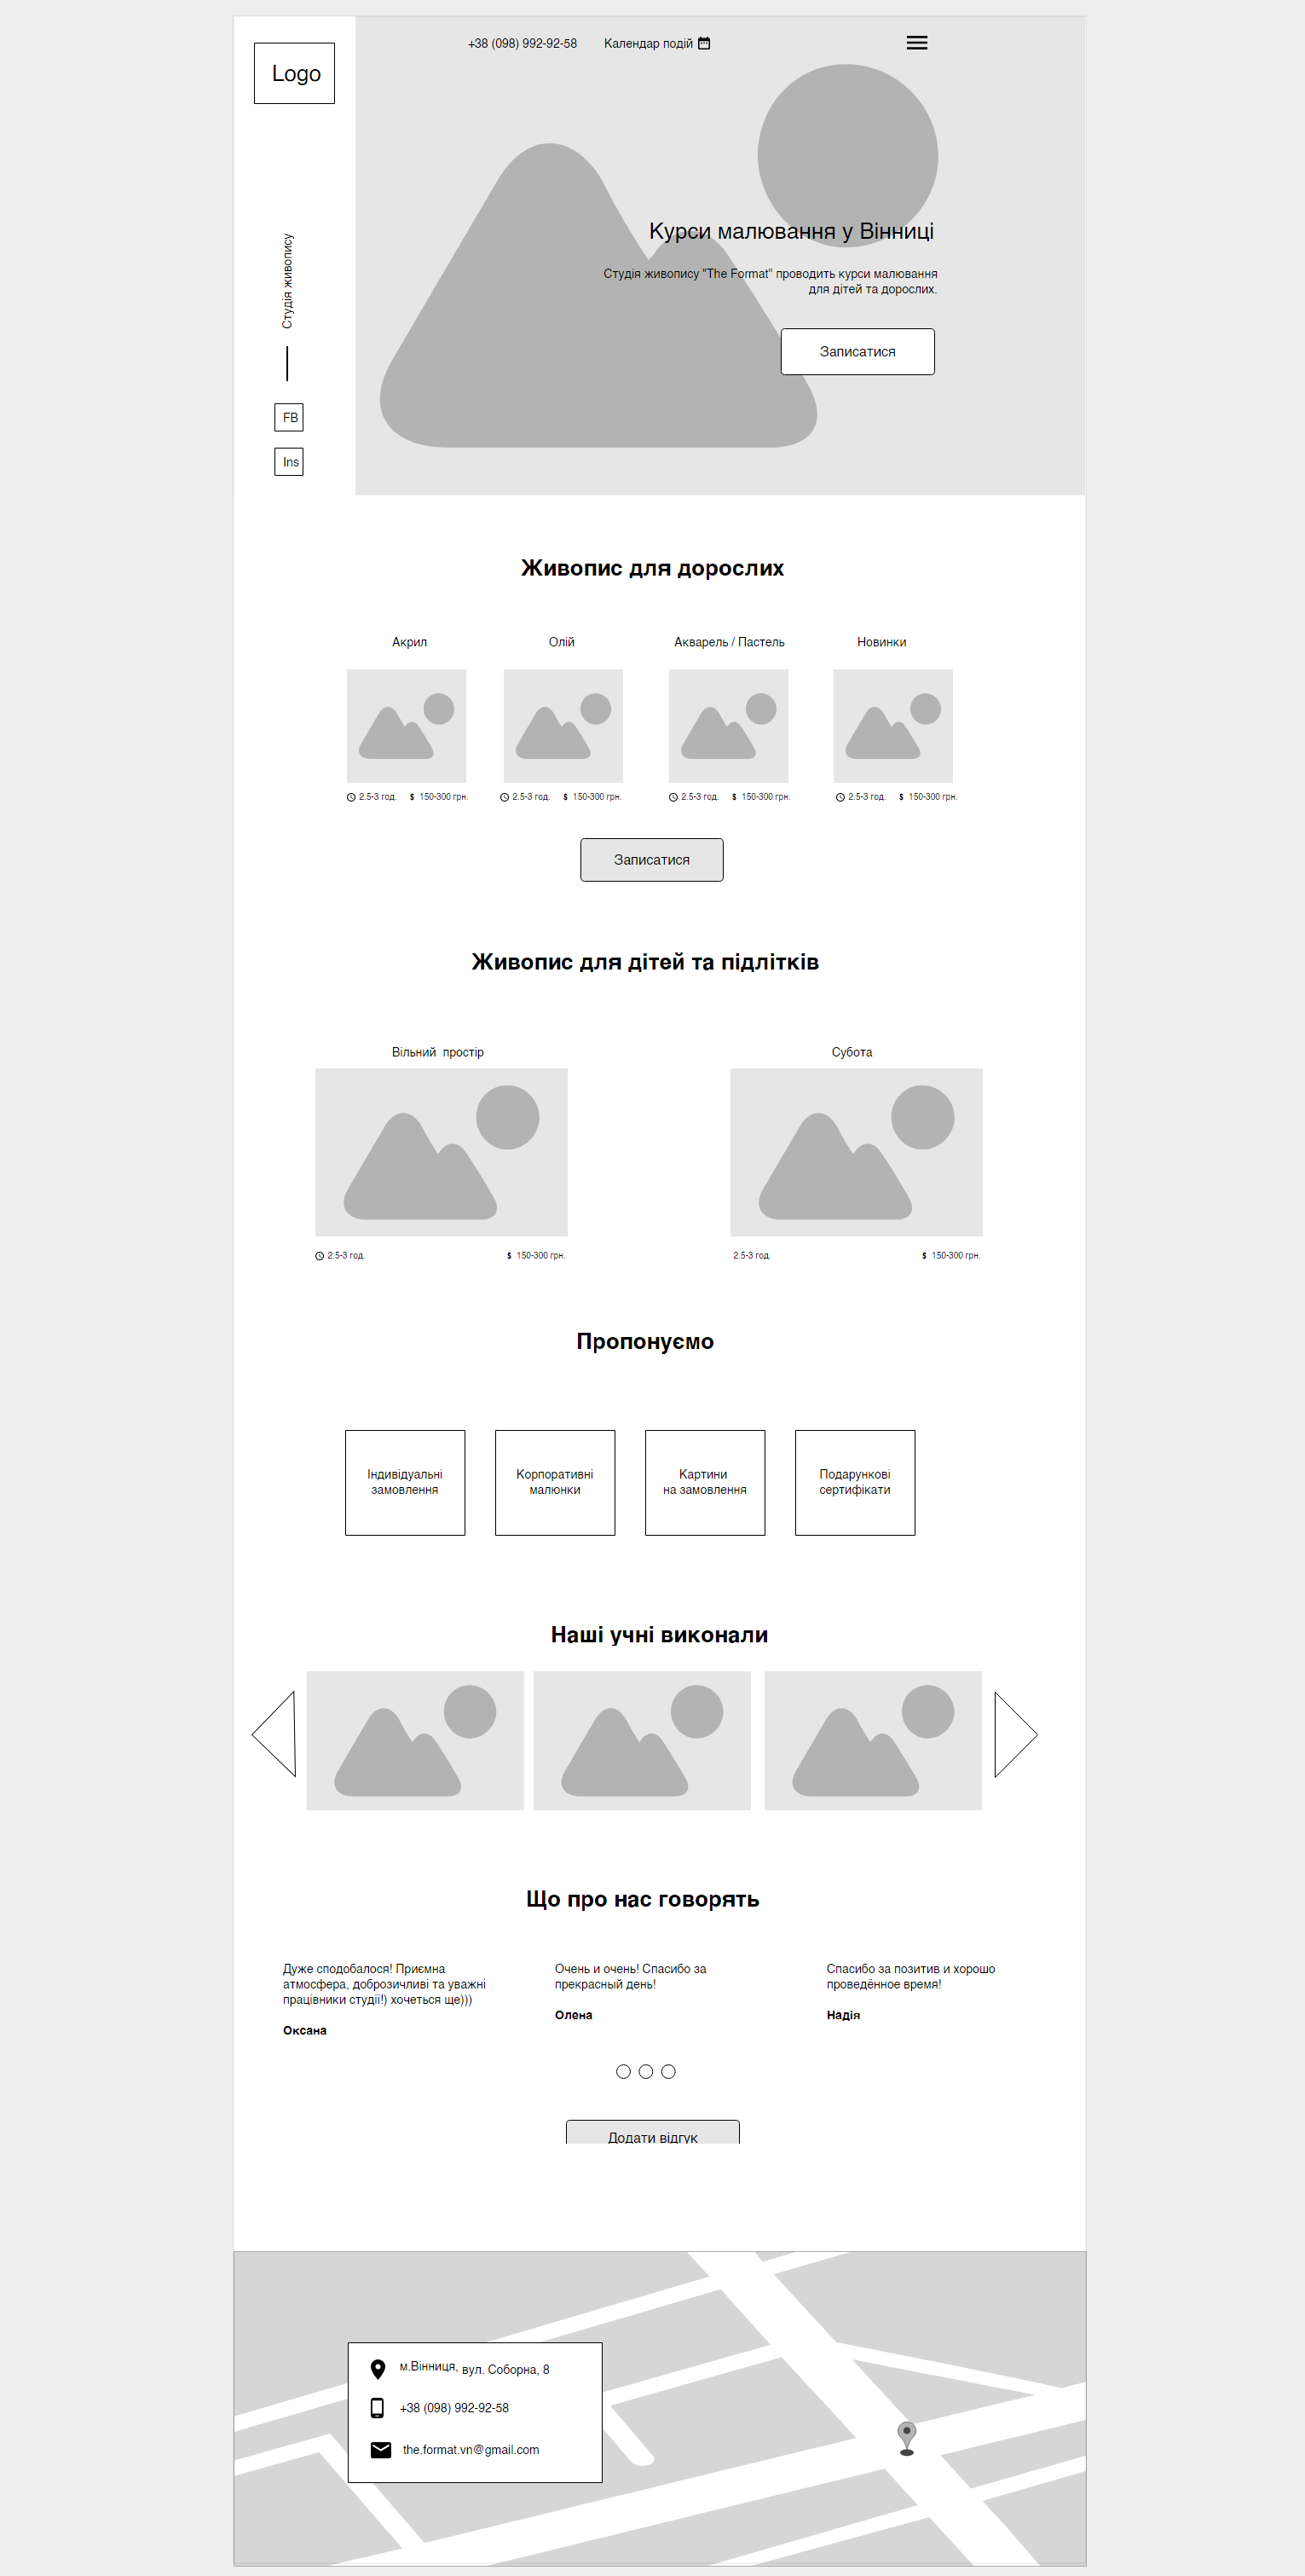 +38 (098) 992-92-58 Календар подій
Logo
Студія живопису
FB
Ins
Курси малювання у Вінниці
Студія живопису "The Format" проводить курси малювання
для дітей та дорослих.
Записатися
Живопис для дорослих
Акрил Олій Акварель / Пастель Новинки
2.5-3 год. $ 150-300 грн. 2.5-3 год. $ 150-300 грн. 2.5-3 год. $ 150-300 грн. 2.5-3 год. $ 150-300 грн.
Записатися
Живопис для дітей та підлітків
Вільний простір Субота
2.5-3 год. $ 150-300 грн. 2.5-3 год. $ 150-300 грн.
Пропонуємо
Індивідуальні
замовлення
Корпоративні
малюнки
Картини
на замовлення
Подарункові
сертифікати
Наші учні виконали
Що про нас говорять
Дуже сподобалося! Приємна
атмосфера, доброзичливі та уважні
працівники студії!) хочеться ще)))
Оксана
Очень и очень! Спасибо за
прекрасный день!
Олена
Спасибо за позитив и хорошо
проведённое время!
Надія
Додати відгук
м.Вінниця, вул. Соборна, 8
+38 (098) 992-92-58
the.format.vn@gmail.com